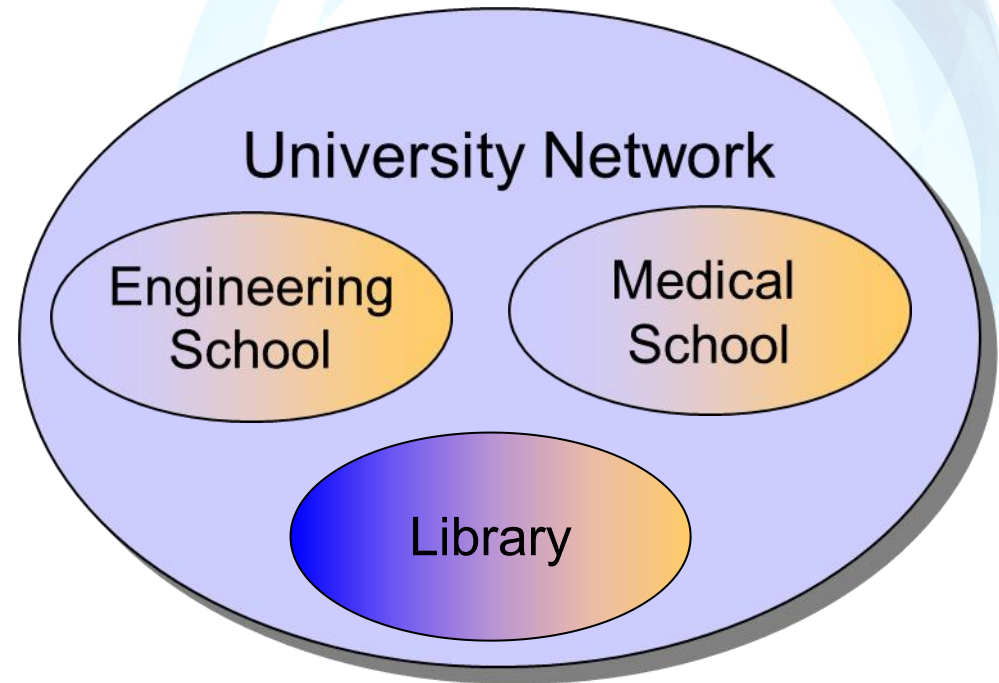 University Network
Engineering
School
Medical
School
Library